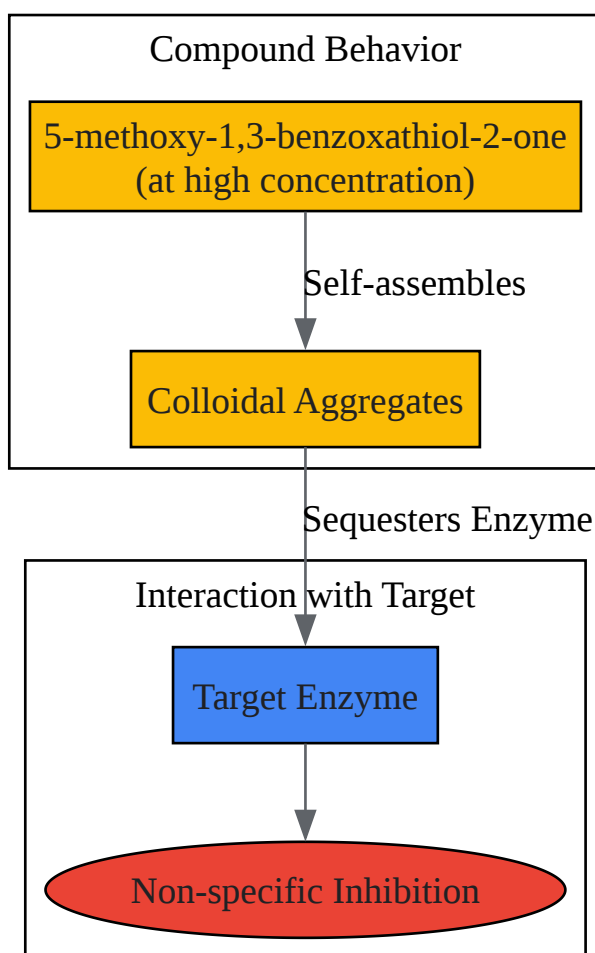 Compound Behavior
5-methoxy-1,3-benzoxathiol-2-one
(at high concentration)
Self-assembles
Colloidal Aggregates
Sequesters Enzyme
Interaction with Target
Target Enzyme
Non-specific Inhibition